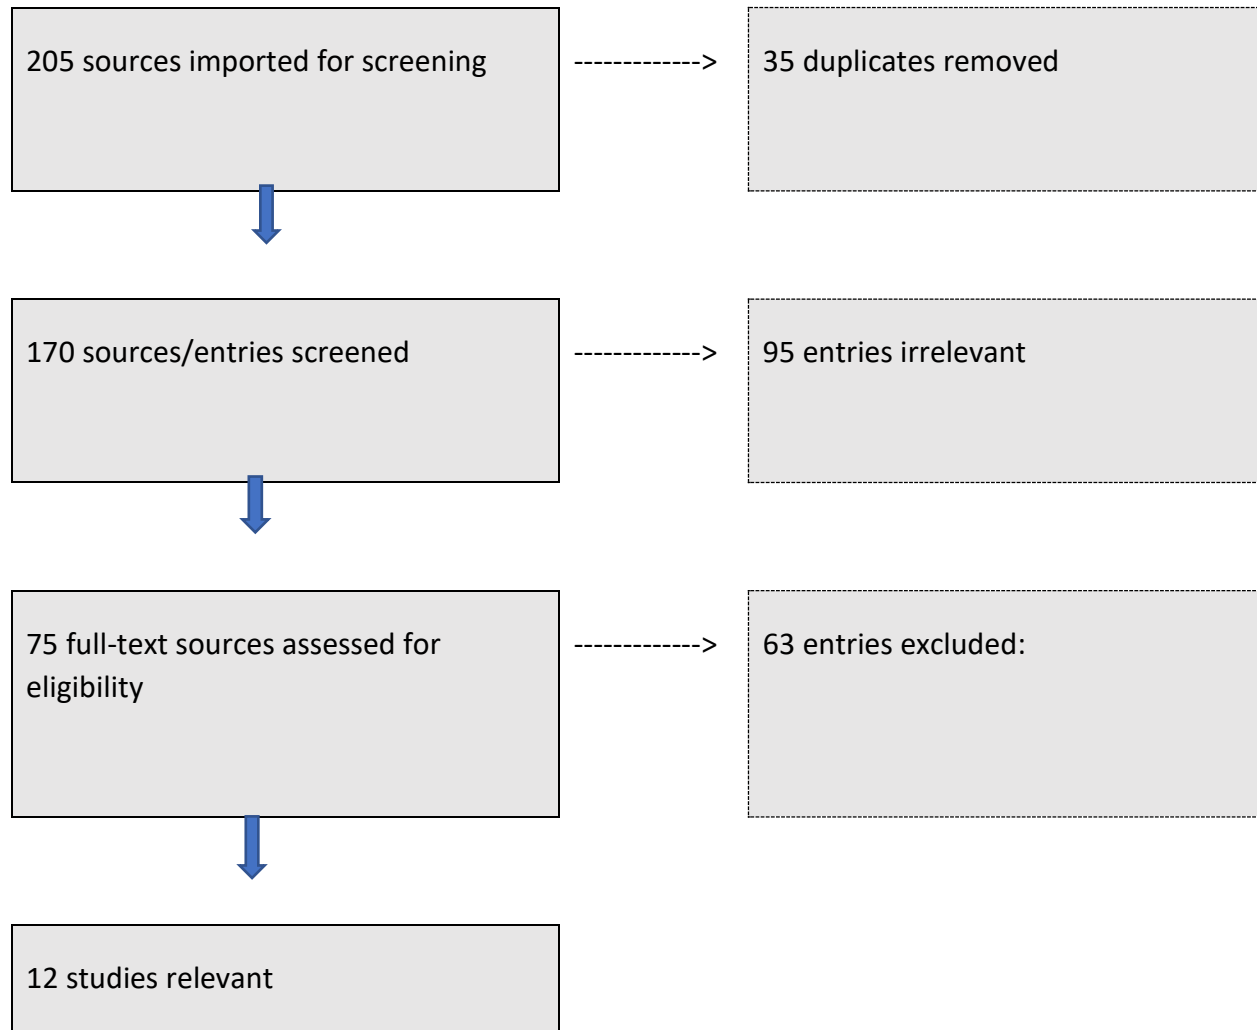 205 sources imported for screening
------------->
35 duplicates removed
170 sources/entries screened
------------->
95 entries irrelevant
75 full-text sources assessed for
eligibility
------------->
63 entries excluded:
12 studies relevant